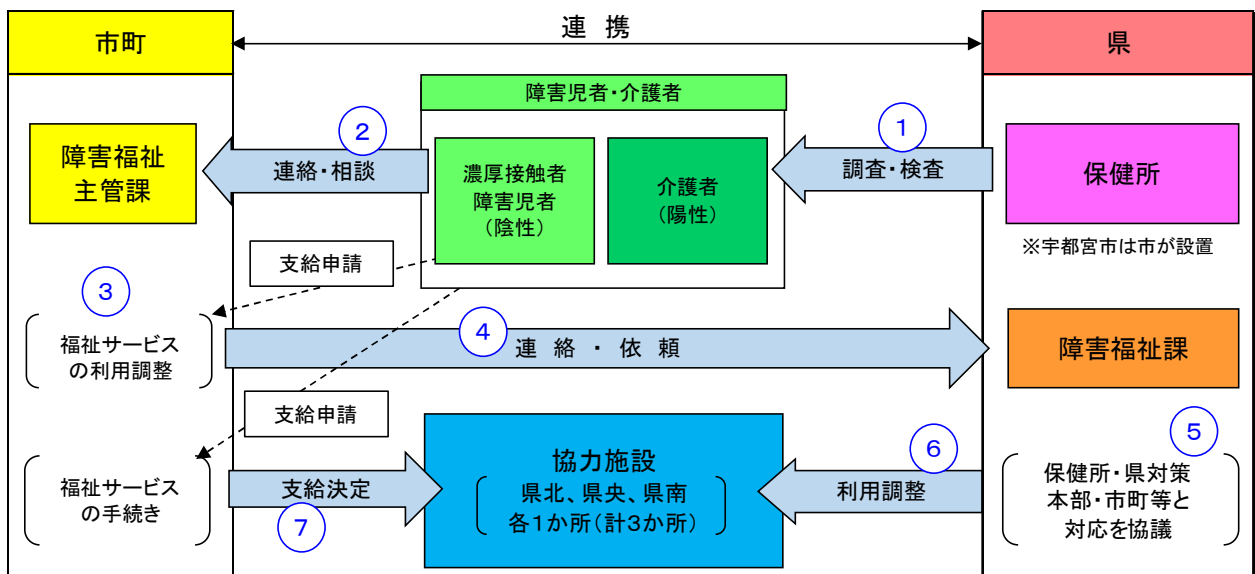 市町
連 携
県
障害児者・介護者
障害福祉
主管課
②
連絡・相談
濃厚接触者
障害児者
（陰性）
介護者
（陽性）
①
調査・検査
保健所
※宇都宮市は市が設置
支給申請
③
福祉サービス
の利用調整
④
連 絡 ・ 依 頼
障害福祉課
支給申請
福祉サービス
の手続き
支給決定
⑦
協力施設
県北、県央、県南
各１か所（計３か所）
⑥
利用調整
⑤
保健所・県対策
本部・市町等と
対応を協議